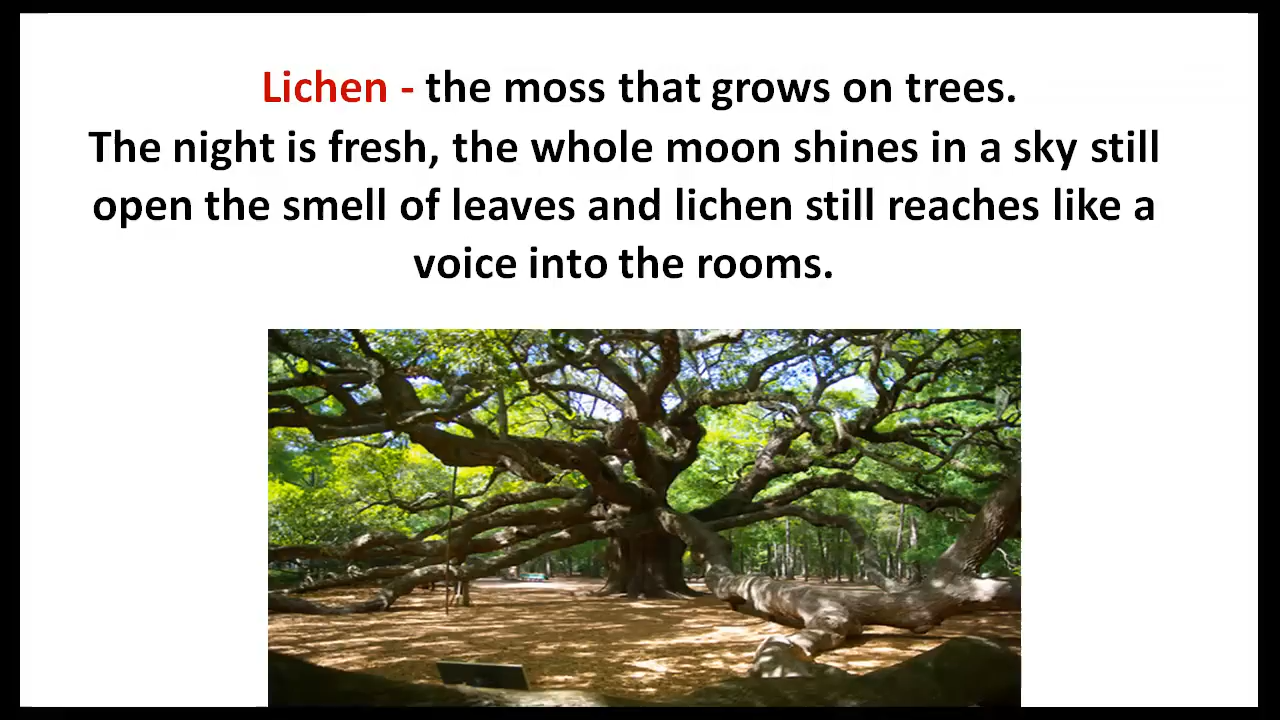 Lichen - the moss that grows on trees.
The night is fresh, the whole moon shines in a sky still
open the smell of leaves and lichen still reaches like a
voice into the rooms.